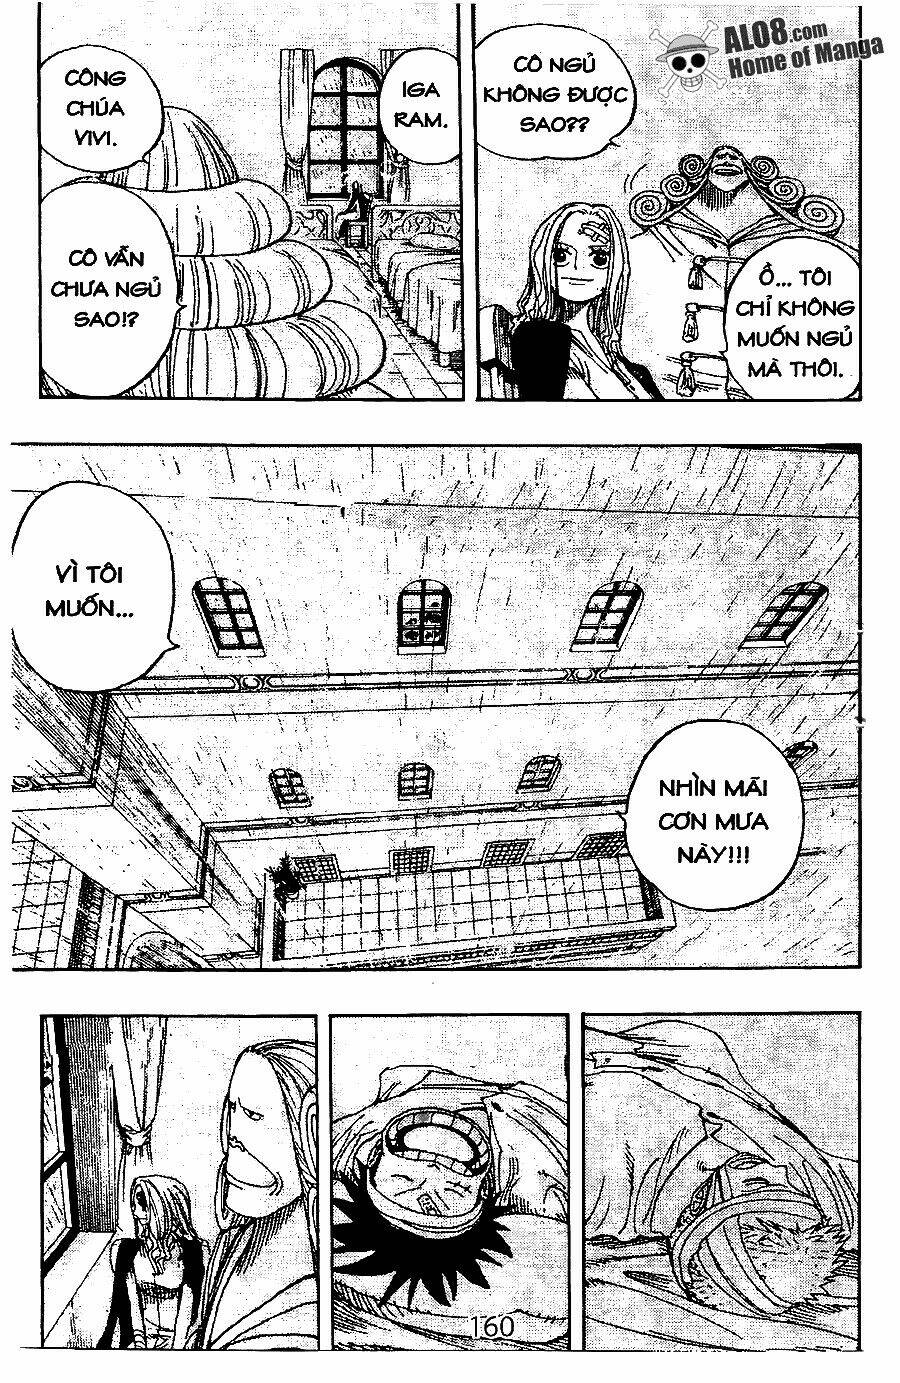 AL08.com
Home of Manga
CÔNG
CHÚA
VIVI.
IGA
RAM.
CÔ VẪN
CHƯA NGỦ
SAO!?
CÔ NGỦ
KHÔNG ĐƯỢC
SAO??
Ồ... TÔI
CHỈ KHÔNG
MUỐN NGỦ
MÀ THÔI.
VÌ TÔI
MUỐN...
NHÌN MÃI
CƠN MƯA
NÀY!!!
160